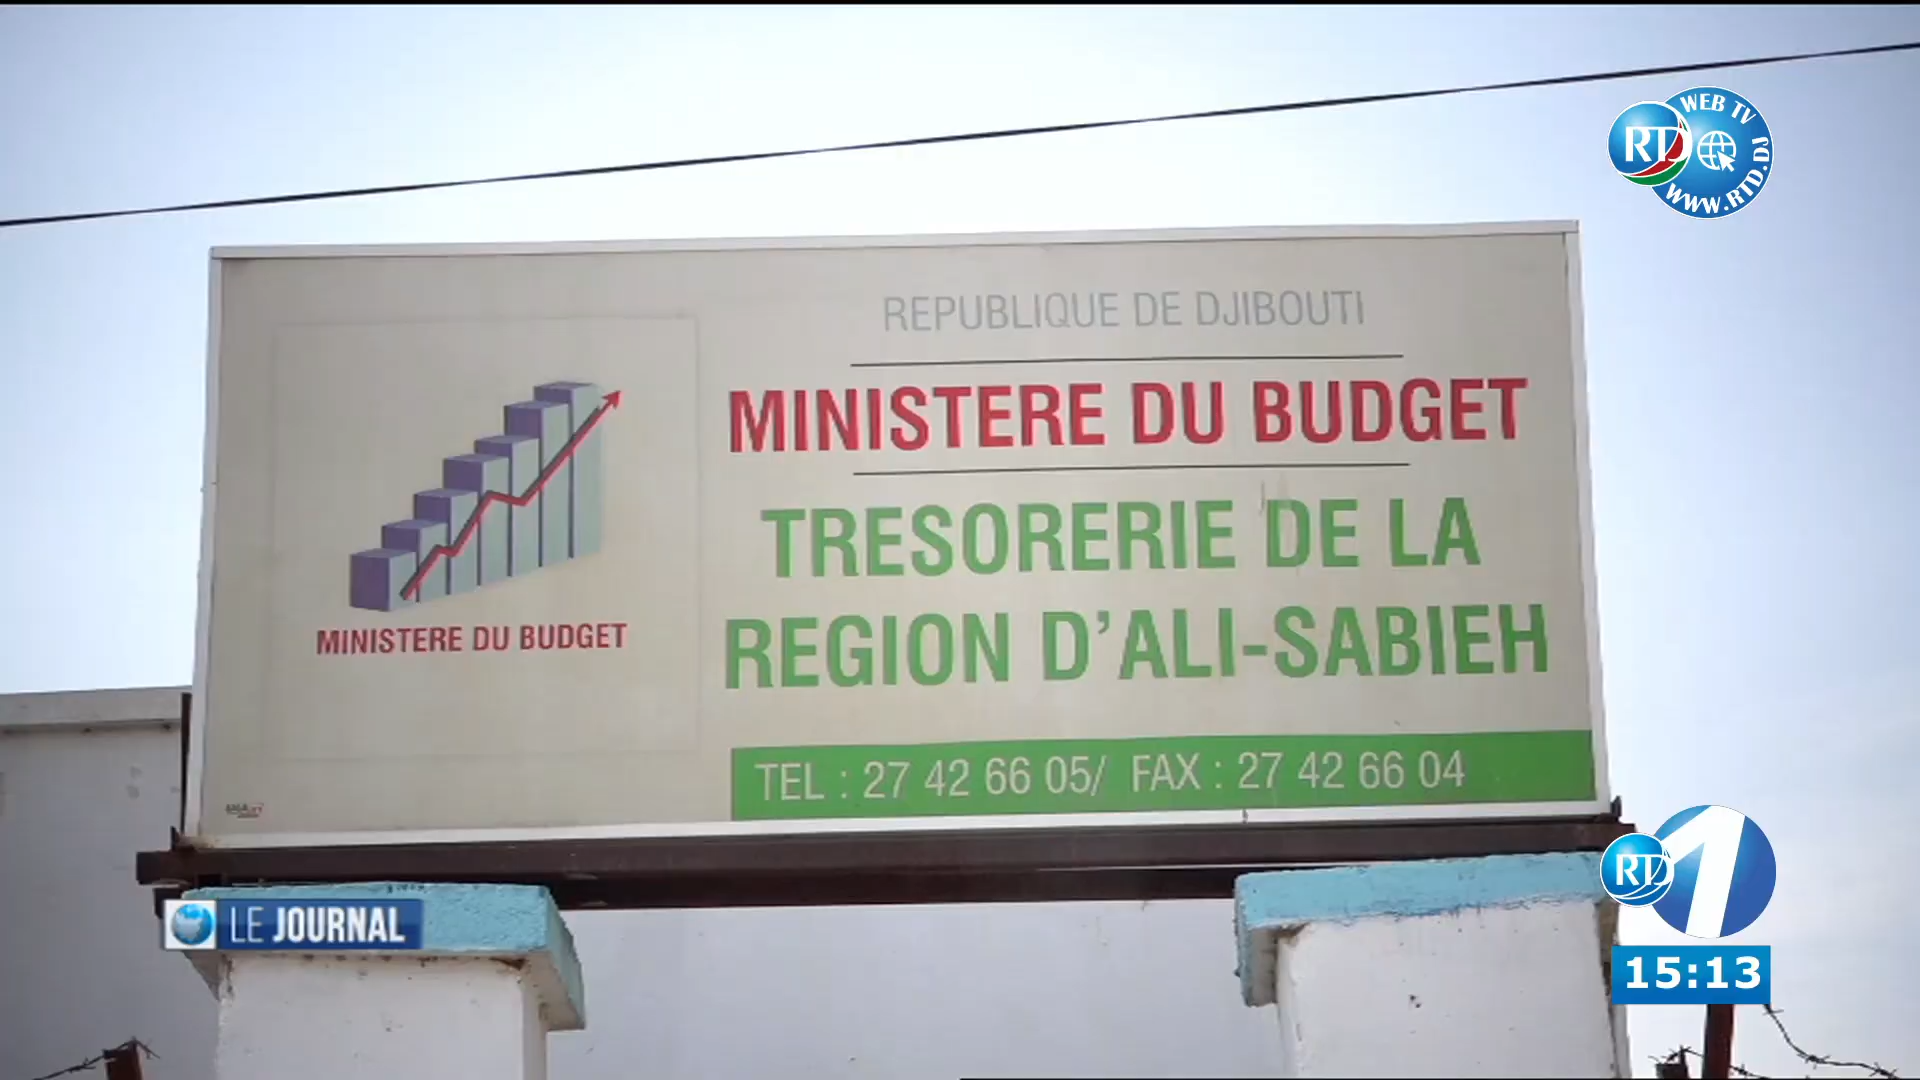 WEB TV
RTD
WWW.RTD.DJ
REPUBLIQUE DE DJIBOUTI
MINISTERE DU BUDGET
TRESORERIE DE LA
REGION D'ALI-SABIEH
MINISTERE DU BUDGET
TEL : 27 42 66 05/ FAX : 27 42 66 04
RTD 1
LE JOURNAL
15:13